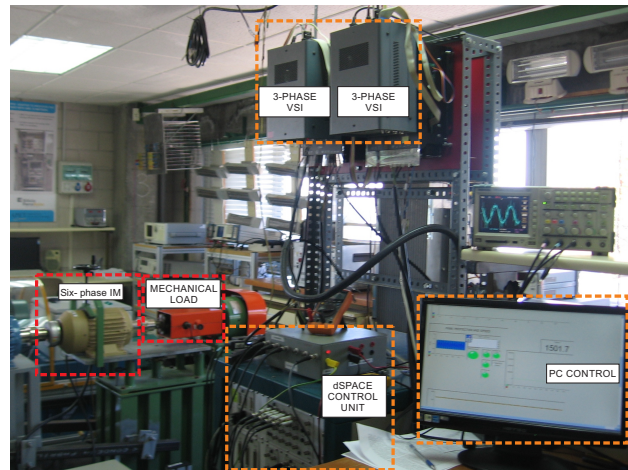 3-PHASE
VSI
3-PHASE
VSI
Six- phase IM
MECHANICAL
LOAD
dSPACE
CONTROL
UNIT
1501.7
PC CONTROL